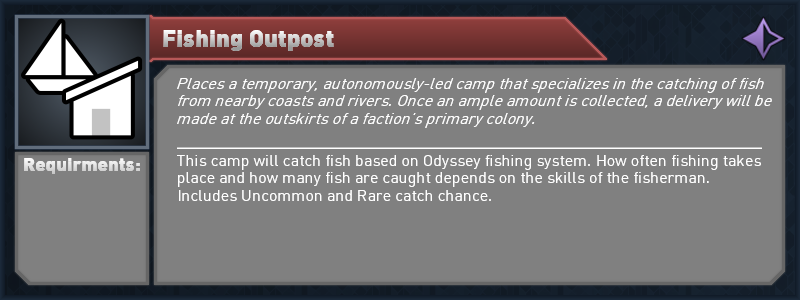 Fishing Outpost
Places a temporary, autonomously-led camp that specializes in the catching of fish
from nearby coasts and rivers. Once an ample amount is collected, a delivery will be
made at the outskirts of a faction's primary colony.
Requirments:
This camp will catch fish based on Odyssey fishing system. How often fishing takes
place and how many fish are caught depends on the skills of the fisherman.
Includes Uncommon and Rare catch chance.